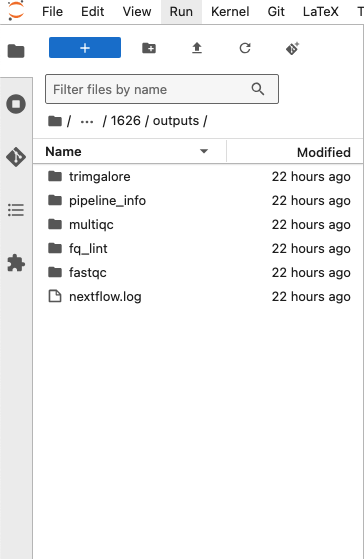 File Edit View Run Kernel Git LaTeX T
+
Filter files by name
/ ··· / 1626 / outputs /
Name Modified
trimgalore 22 hours ago
pipeline_info 22 hours ago
multiqc 22 hours ago
fq_lint 22 hours ago
fastqc 22 hours ago
nextflow.log 22 hours ago